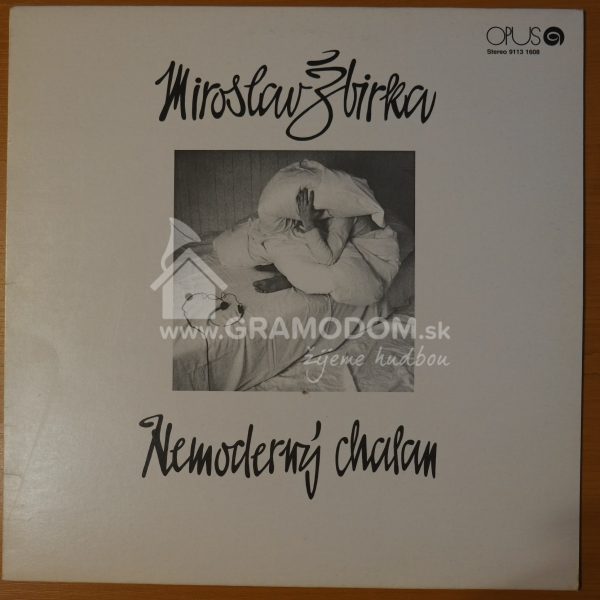 OPUS
Stereo 9113 1608
Miroslav Žbirka
www.GRAMODOM.sk
žijeme hudbou
Nemoderný chalan